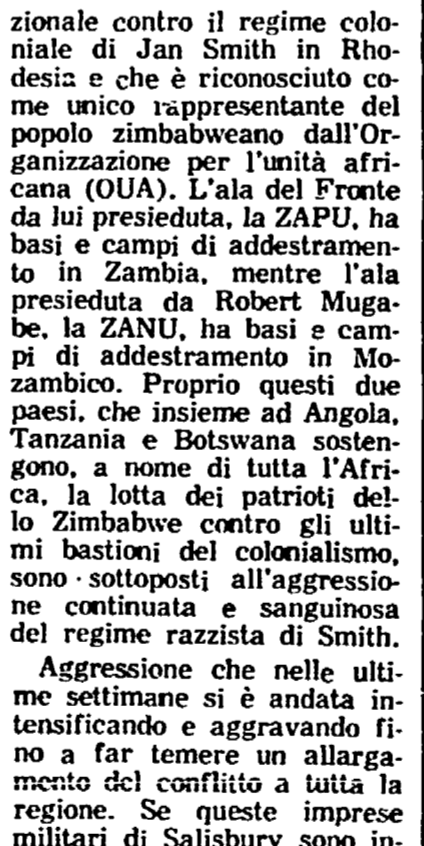 zionale contro il regime colo-
niale di Jan Smith in Rho-
desia e che è riconosciuto co-
me unico rappresentante del
popolo zimbabweano dall'Or-
ganizzazione per l'unità afri-
cana (OUA). L'ala del Fronte
da lui presieduta, la ZAPU, ha
basi e campi di addestramen-
to in Zambia, mentre l'ala
presieduta da Robert Muga-
be, la ZANU, ha basi e cam-
pi di addestramento in Mo-
zambico. Proprio questi due
paesi, che insieme ad Angola,
Tanzania e Botswana sosten-
gono, a nome di tutta l'Afri-
ca, la lotta dei patrioti del-
lo Zimbabwe contro gli ulti-
mi bastioni del colonialismo,
sono sottoposti all'aggressio-
ne continuata e sanguinosa
del regime razzista di Smith.
Aggressione che nelle ulti-
me settimane si è andata in-
tensificando e aggravando fi-
no a far temere un allarga-
mento del conflitto a tutta la
regione. Se queste imprese
militari di Salisbury sono in-